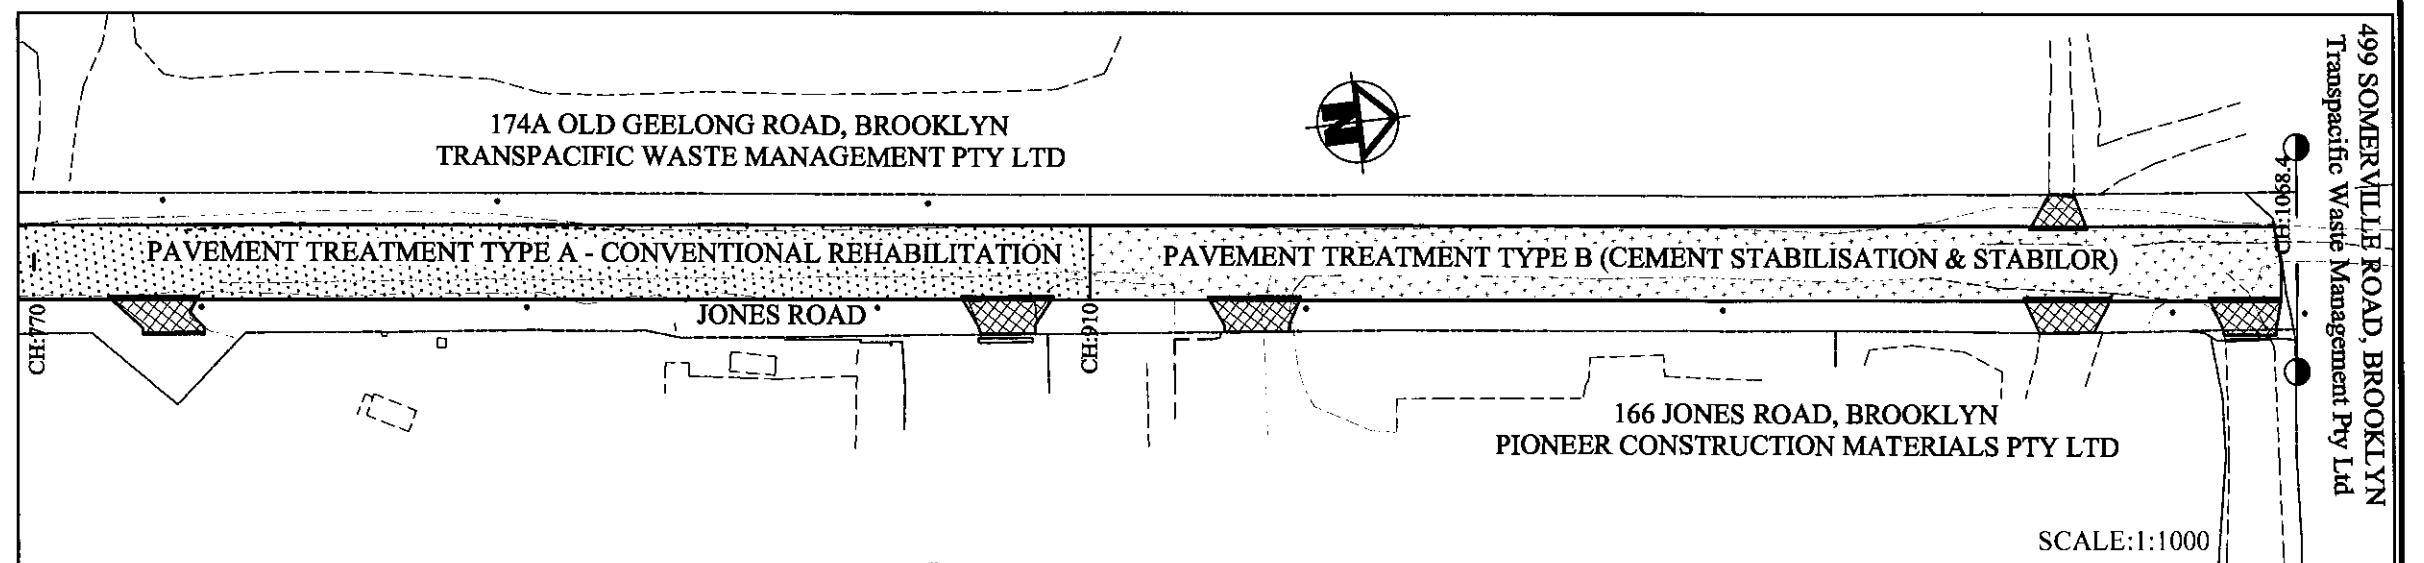 174A OLD GEELONG ROAD, BROOKLYN
TRANSPACIFIC WASTE MANAGEMENT PTY LTD
N
499 SOMERVILLE ROAD, BROOKLYN
Transpacific Waste Management Pty Ltd
CH:1068.4
PAVEMENT TREATMENT TYPE A - CONVENTIONAL REHABILITATION
PAVEMENT TREATMENT TYPE B (CEMENT STABILISATION & STABILOR)
CH:770
JONES ROAD
CH:910
166 JONES ROAD, BROOKLYN
PIONEER CONSTRUCTION MATERIALS PTY LTD
SCALE:1:1000